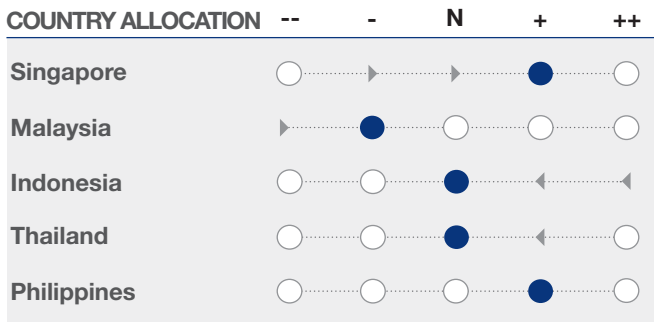 COUNTRY ALLOCATION -- - N + ++
Singapore
Malaysia
Indonesia
Thailand
Philippines